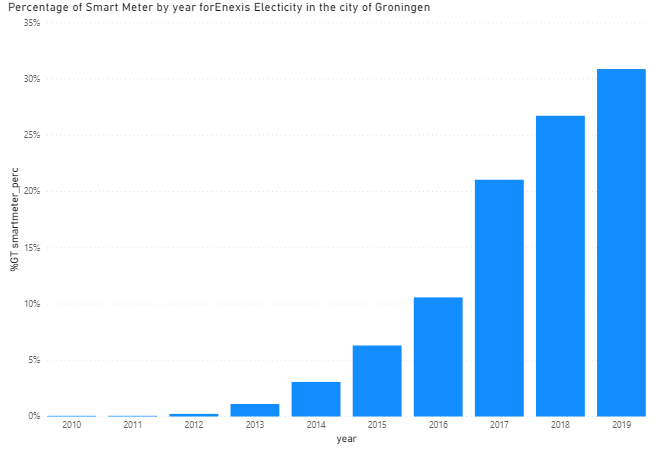 Percentage of Smart Meter by year forEnexis Electicity in the city of Groningen
35%
30%
25%
20%
15%
10%
5%
0%
%GT smartmeter_perc
2010 2011 2012 2013 2014 2015 2016 2017 2018 2019
year